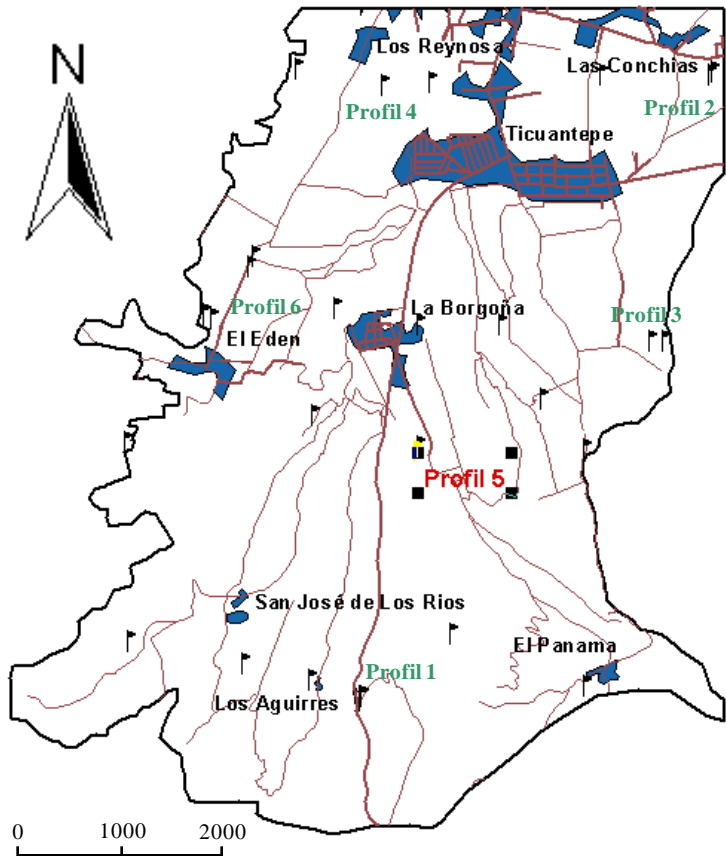 Los Reynosa
N
Las Conchias
Profil 4
Profil 2
Ticuantepe
Profil 6
La Borgoña
Profil 3
El Eden
Profil 5
San José de Los Rios
El Panama
Profil 1
Los Aguirres
0 1000 2000